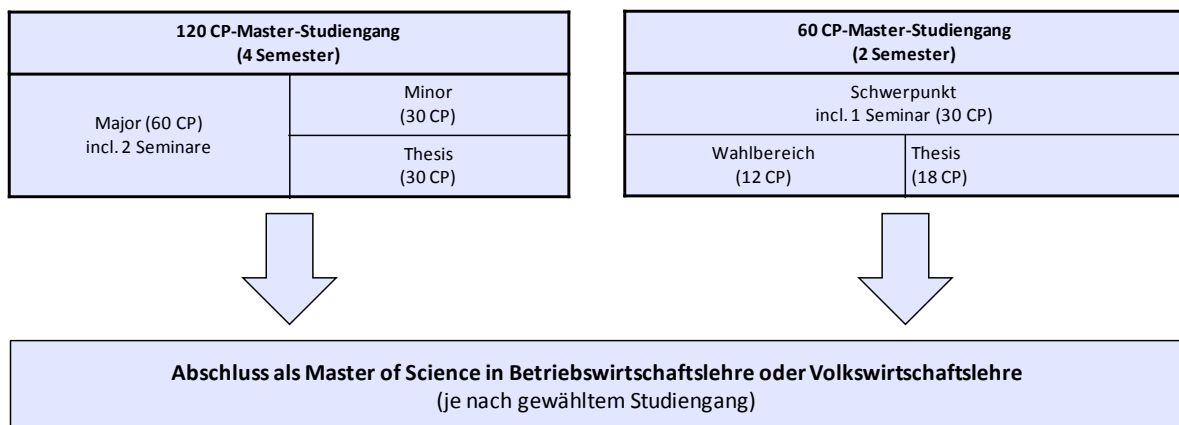 120 CP-Master-Studiengang
(4 Semester)
Major (60 CP)
incl. 2 Seminare
Minor
(30 CP)
Thesis
(30 CP)
60 CP-Master-Studiengang
(2 Semester)
Schwerpunkt
incl. 1 Seminar (30 CP)
Wahlbereich
(12 CP)
Thesis
(18 CP)
Abschluss als Master of Science in Betriebswirtschaftslehre oder Volkswirtschaftslehre
(je nach gewähltem Studiengang)